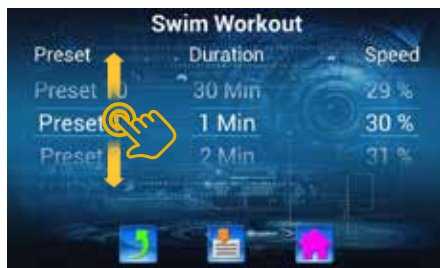 Swim Workout
Preset Duration Speed
Preset 30 Min 29 %
Preset 1 Min 30 %
Preset 2 Min 31 %